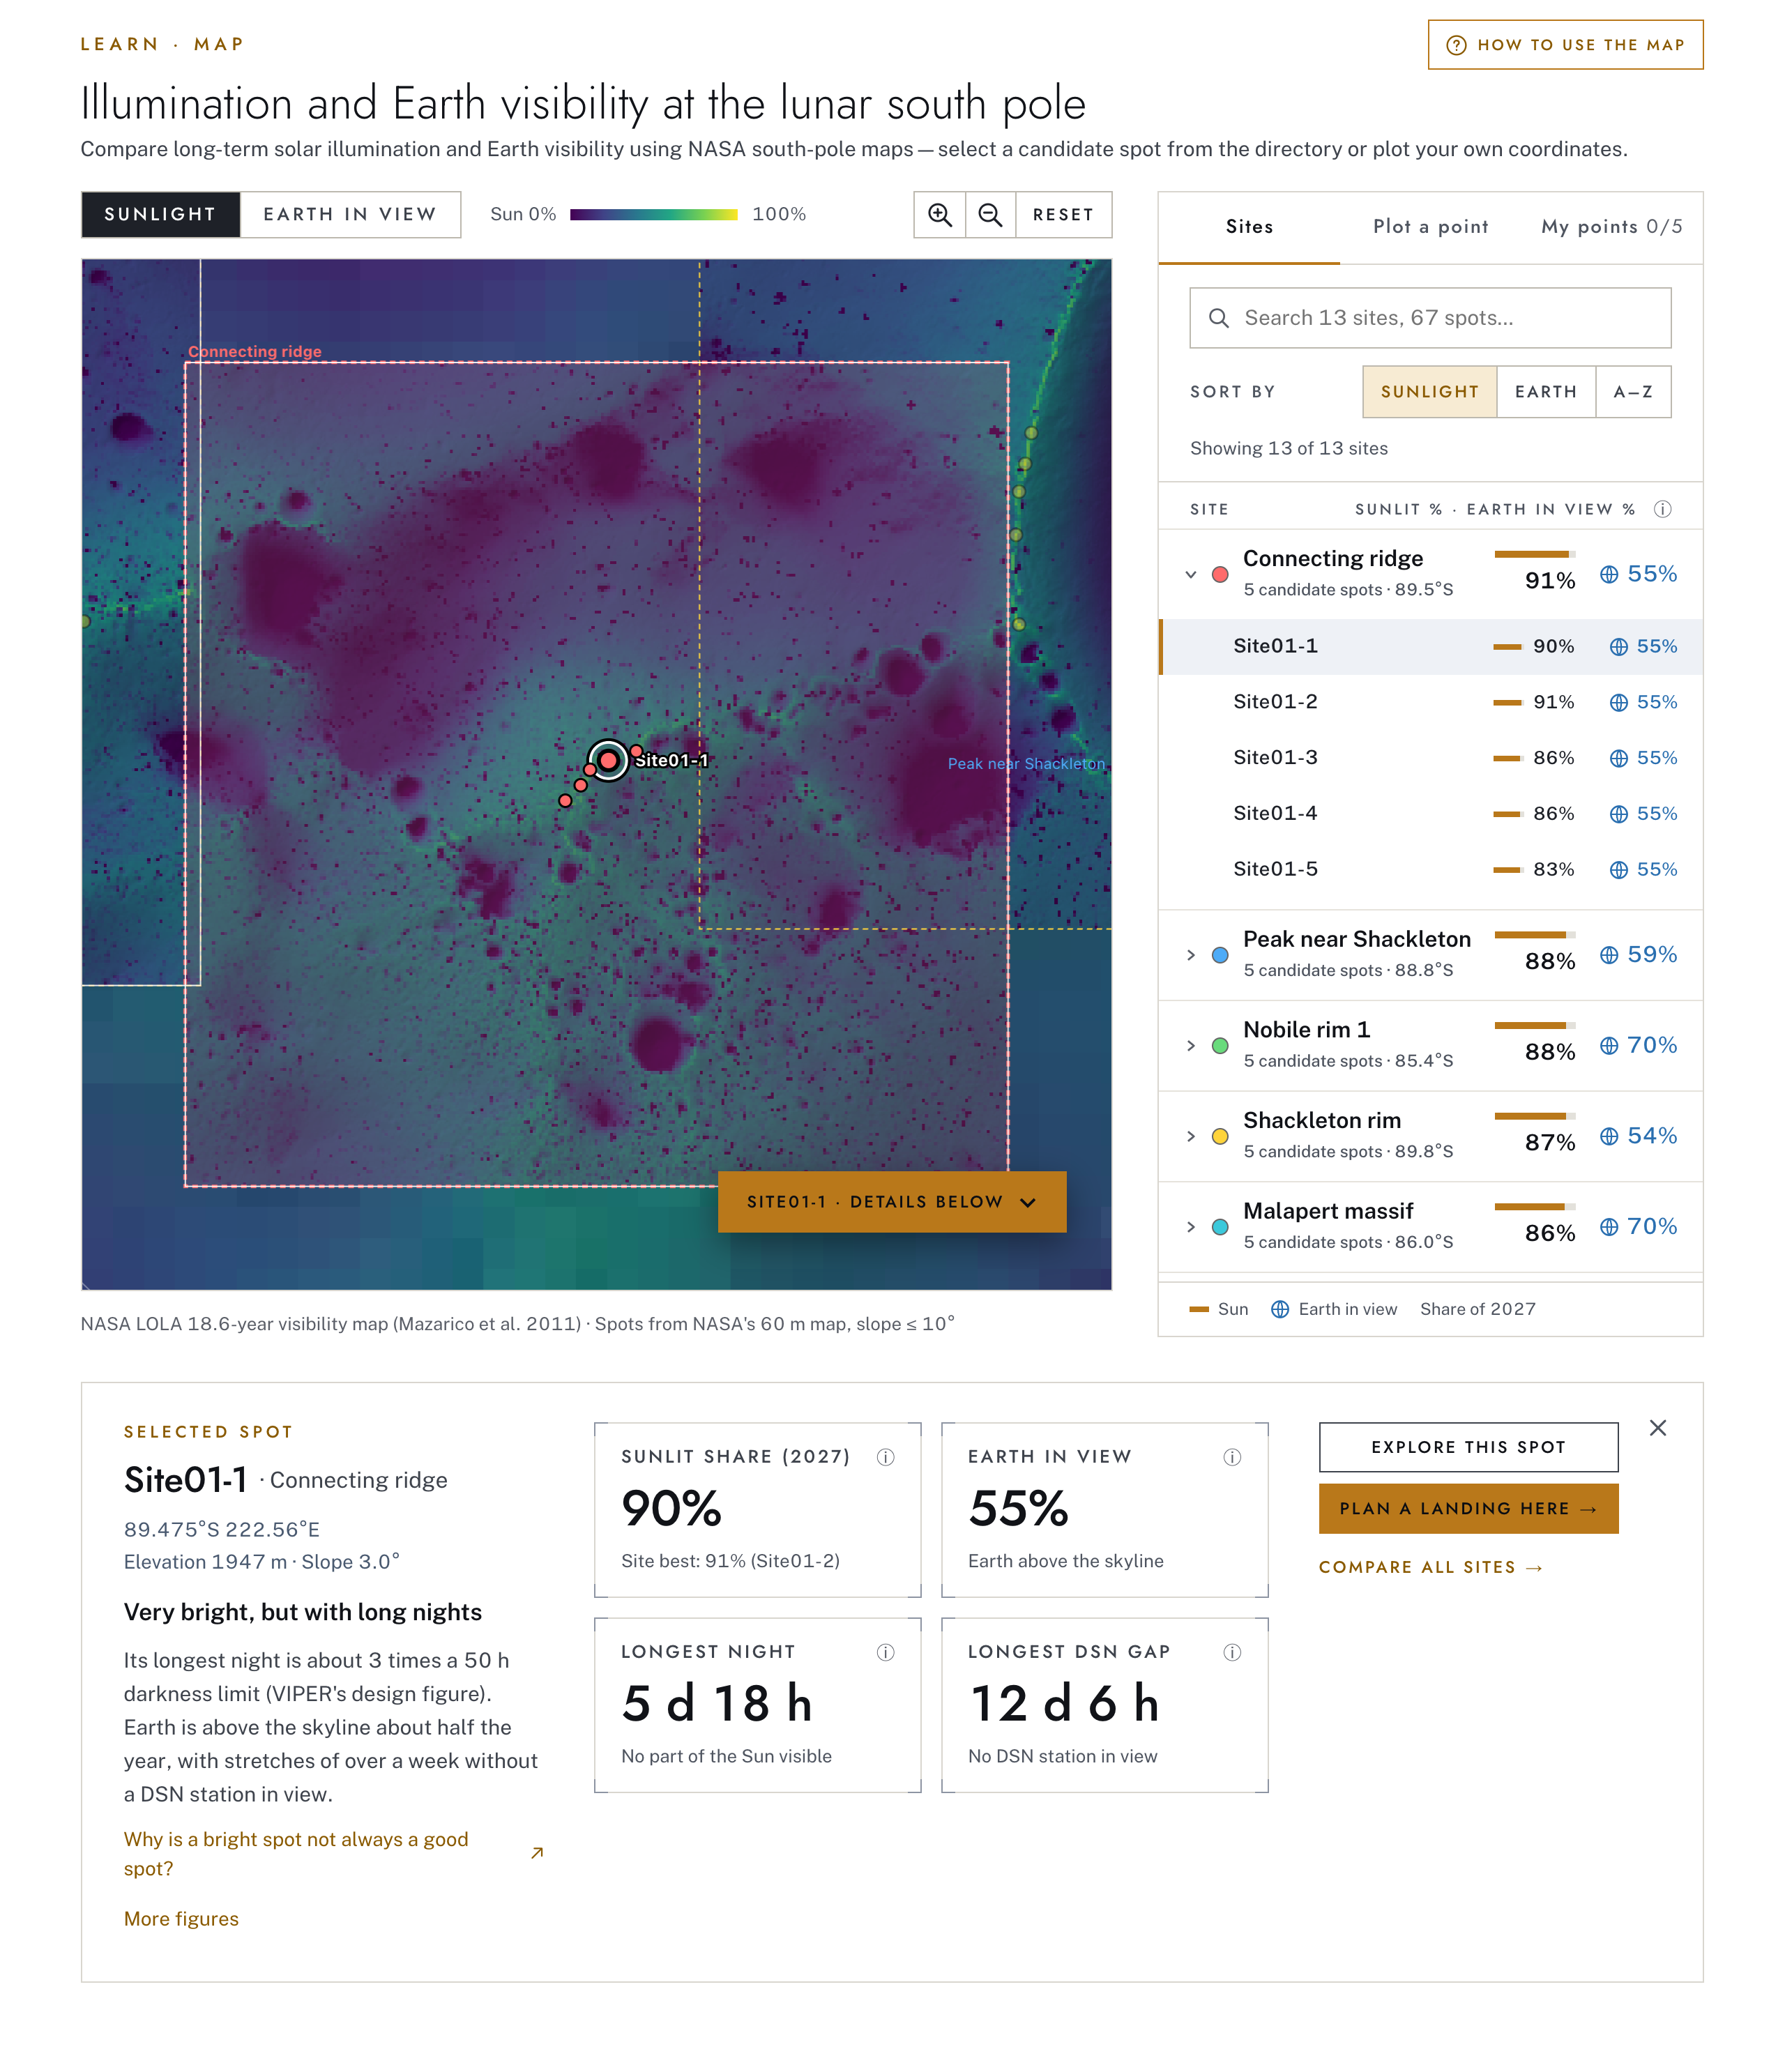 LEARN · MAP
HOW TO USE THE MAP
Illumination and Earth visibility at the lunar south pole
Compare long-term solar illumination and Earth visibility using NASA south-pole maps — select a candidate spot from the directory or plot your own coordinates.
SUNLIGHT
EARTH IN VIEW
Sun 0%
100%
RESET
Connecting ridge
Site01-1
Peak near Shackleton
SITE01-1 · DETAILS BELOW
NASA LOLA 18.6-year visibility map (Mazarico et al. 2011) · Spots from NASA's 60 m map, slope ≤ 10°
Sites
Plot a point
My points 0/5
Search 13 sites, 67 spots...
SORT BY
SUNLIGHT
EARTH
A–Z
Showing 13 of 13 sites
SITE
SUNLIT % · EARTH IN VIEW %
Connecting ridge
5 candidate spots · 89.5°S
91%
55%
Site01-1 90% 55%
Site01-2 91% 55%
Site01-3 86% 55%
Site01-4 86% 55%
Site01-5 83% 55%
Peak near Shackleton
5 candidate spots · 88.8°S
88%
59%
Nobile rim 1
5 candidate spots · 85.4°S
88%
70%
Shackleton rim
5 candidate spots · 89.8°S
87%
54%
Malapert massif
5 candidate spots · 86.0°S
86%
70%
Sun
Earth in view
Share of 2027
SELECTED SPOT
Site01-1 · Connecting ridge
89.475°S 222.56°E
Elevation 1947 m · Slope 3.0°
Very bright, but with long nights
Its longest night is about 3 times a 50 h
darkness limit (VIPER's design figure).
Earth is above the skyline about half the
year, with stretches of over a week without
a DSN station in view.
Why is a bright spot not always a good
spot? ↗
More figures
SUNLIT SHARE (2027)
90%
Site best: 91% (Site01-2)
EARTH IN VIEW
55%
Earth above the skyline
LONGEST NIGHT
5 d 18 h
No part of the Sun visible
LONGEST DSN GAP
12 d 6 h
No DSN station in view
EXPLORE THIS SPOT
PLAN A LANDING HERE →
COMPARE ALL SITES →